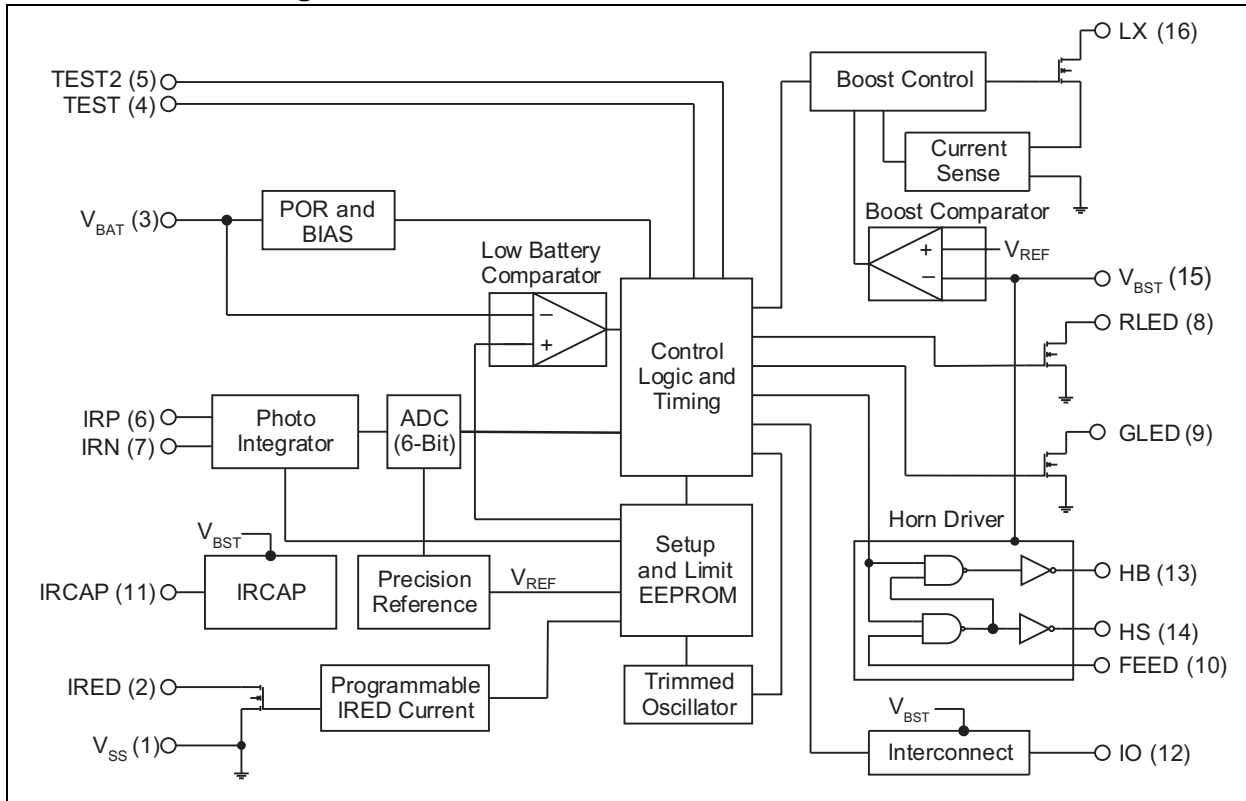 LX (16)
TEST2 (5)
TEST (4)
Boost Control
Current
Sense
VBAT (3)
POR and
BIAS
Low Battery
Comparator
Boost Comparator
+
VREF
−
VBST (15)
−
+
Control
Logic and
Timing
RLED (8)
IRP (6)
IRN (7)
Photo
Integrator
ADC
(6-Bit)
GLED (9)
Horn Driver
VBST
IRCAP (11)
IRCAP
Precision
Reference
VREF
Setup
and Limit
EEPROM
HB (13)
HS (14)
FEED (10)
IRED (2)
Programmable
IRED Current
Trimmed
Oscillator
VSS (1)
VBST
Interconnect
IO (12)